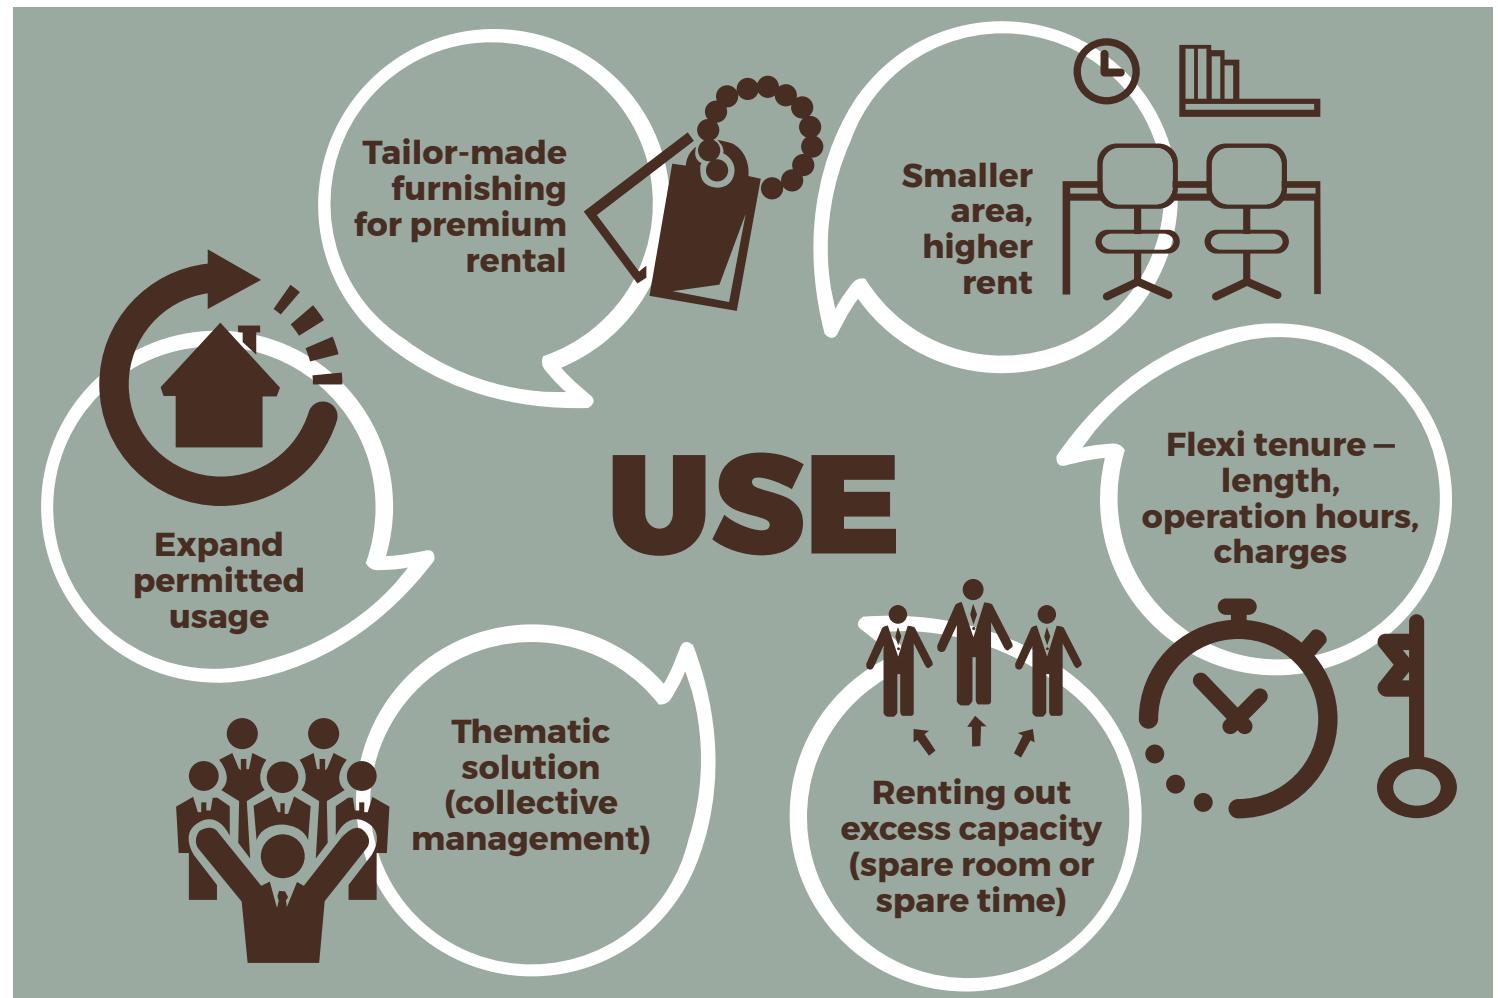 Tailor-made
furnishing
for premium
rental
Smaller
area,
higher
rent
Expand
permitted
usage
USE
Flexi tenure –
length,
operation hours,
charges
Thematic
solution
(collective
management)
Renting out
excess capacity
(spare room or
spare time)